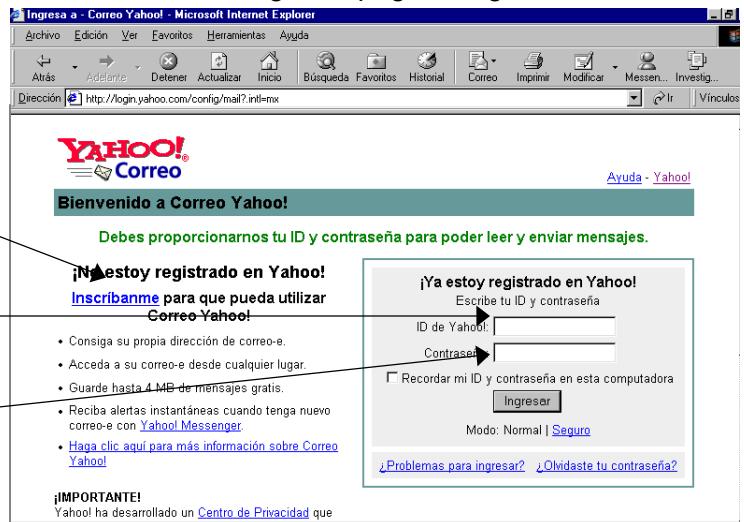 Ingresa a - Correo Yahoo! - Microsoft Internet Explorer
Archivo Edición Ver Favoritos Herramientas Ayuda
Atrás Adelante Detener Actualizar Inicio Búsqueda Favoritos Historial Correo Imprimir Modificar Messen... Investig...
Dirección http://login.yahoo.com/config/mail?.intl=mx Ir Vínculos
YAHOO!
Correo
Ayuda - Yahoo!
Bienvenido a Correo Yahoo!
Debes proporcionarnos tu ID y contraseña para poder leer y enviar mensajes.
¡No estoy registrado en Yahoo!
Inscríbanme para que pueda utilizar
Correo Yahoo!
• Consiga su propia dirección de correo-e.
• Acceda a su correo-e desde cualquier lugar.
• Guarde hasta 4 MB de mensajes gratis.
• Reciba alertas instantáneas cuando tenga nuevo
correo-e con Yahoo! Messenger.
• Haga clic aquí para más información sobre Correo
Yahoo!
¡IMPORTANTE!
Yahoo! ha desarrollado un Centro de Privacidad que
¡Ya estoy registrado en Yahoo!
Escribe tu ID y contraseña
ID de Yahoo!:
Contraseña:
Recordar mi ID y contraseña en esta computadora
Ingresar
Modo: Normal | Seguro
¿Problemas para ingresar? ¿Olvidaste tu contraseña?